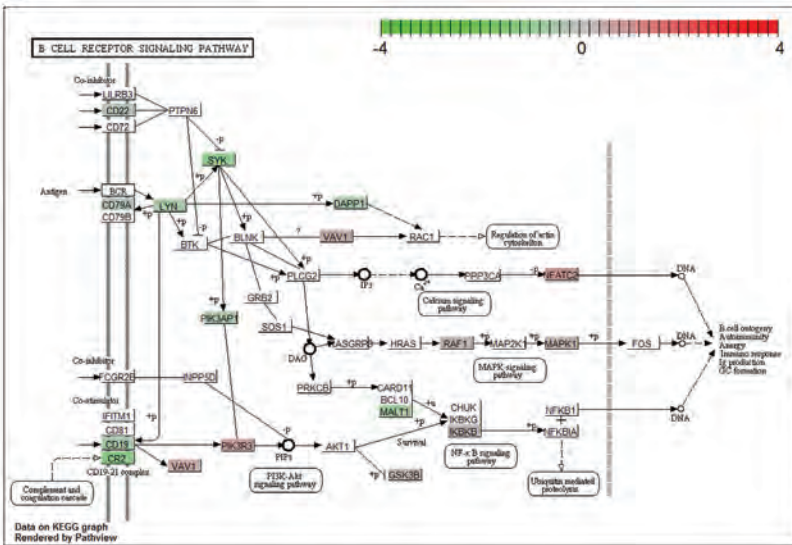 -4
0
4
B CELL RECEPTOR SIGNALING PATHWAY
Co-inhibitor
LILRB3
CD22
CD72
PTPN6
-p
SYK
+p
Antigen
BCR
CD79A
CD79B
LYN
+p
+p
+p
DAPP1
-p
BTK
+p
BLNK
?
VAV1
RAC1
Regulation of actin
cytoskeleton
+p
+p
PLCG2
IP3
Ca2+
PPP3CA
-p
NFATC2
DNA
Calcium signaling
pathway
GRB2
+p
PIK3AP1
SOS1
DAG
RASGRP3
HRAS
RAF1
+p
MAP2K1
+p
MAPK1
+p
FOS
DNA
MAPK signaling
pathway
B cell ontogeny
Autoimmunity
Anergy
Immune response
Ig production
GC formation
Co-inhibitor
FCGR2B
INPP5D
PRKCB
+p
CARD11
BCL10
MALT1
+u
CHUK
IKBKG
IKBKB
+p
+p
NFKB1
+
NFKBIA
DNA
Co-stimulator
IFITM1
CD81
CD19
CR2
CD19-21 complex
+p
+p
VAV1
PIK3R3
-p
PIP3
AKT1
Survival
+p
GSK3B
PI3K-Akt
signaling pathway
NF-κ B signaling
pathway
Ubiquitin mediated
proteolysis
Complement and
coagulation cascade
Data on KEGG graph
Rendered by Pathview